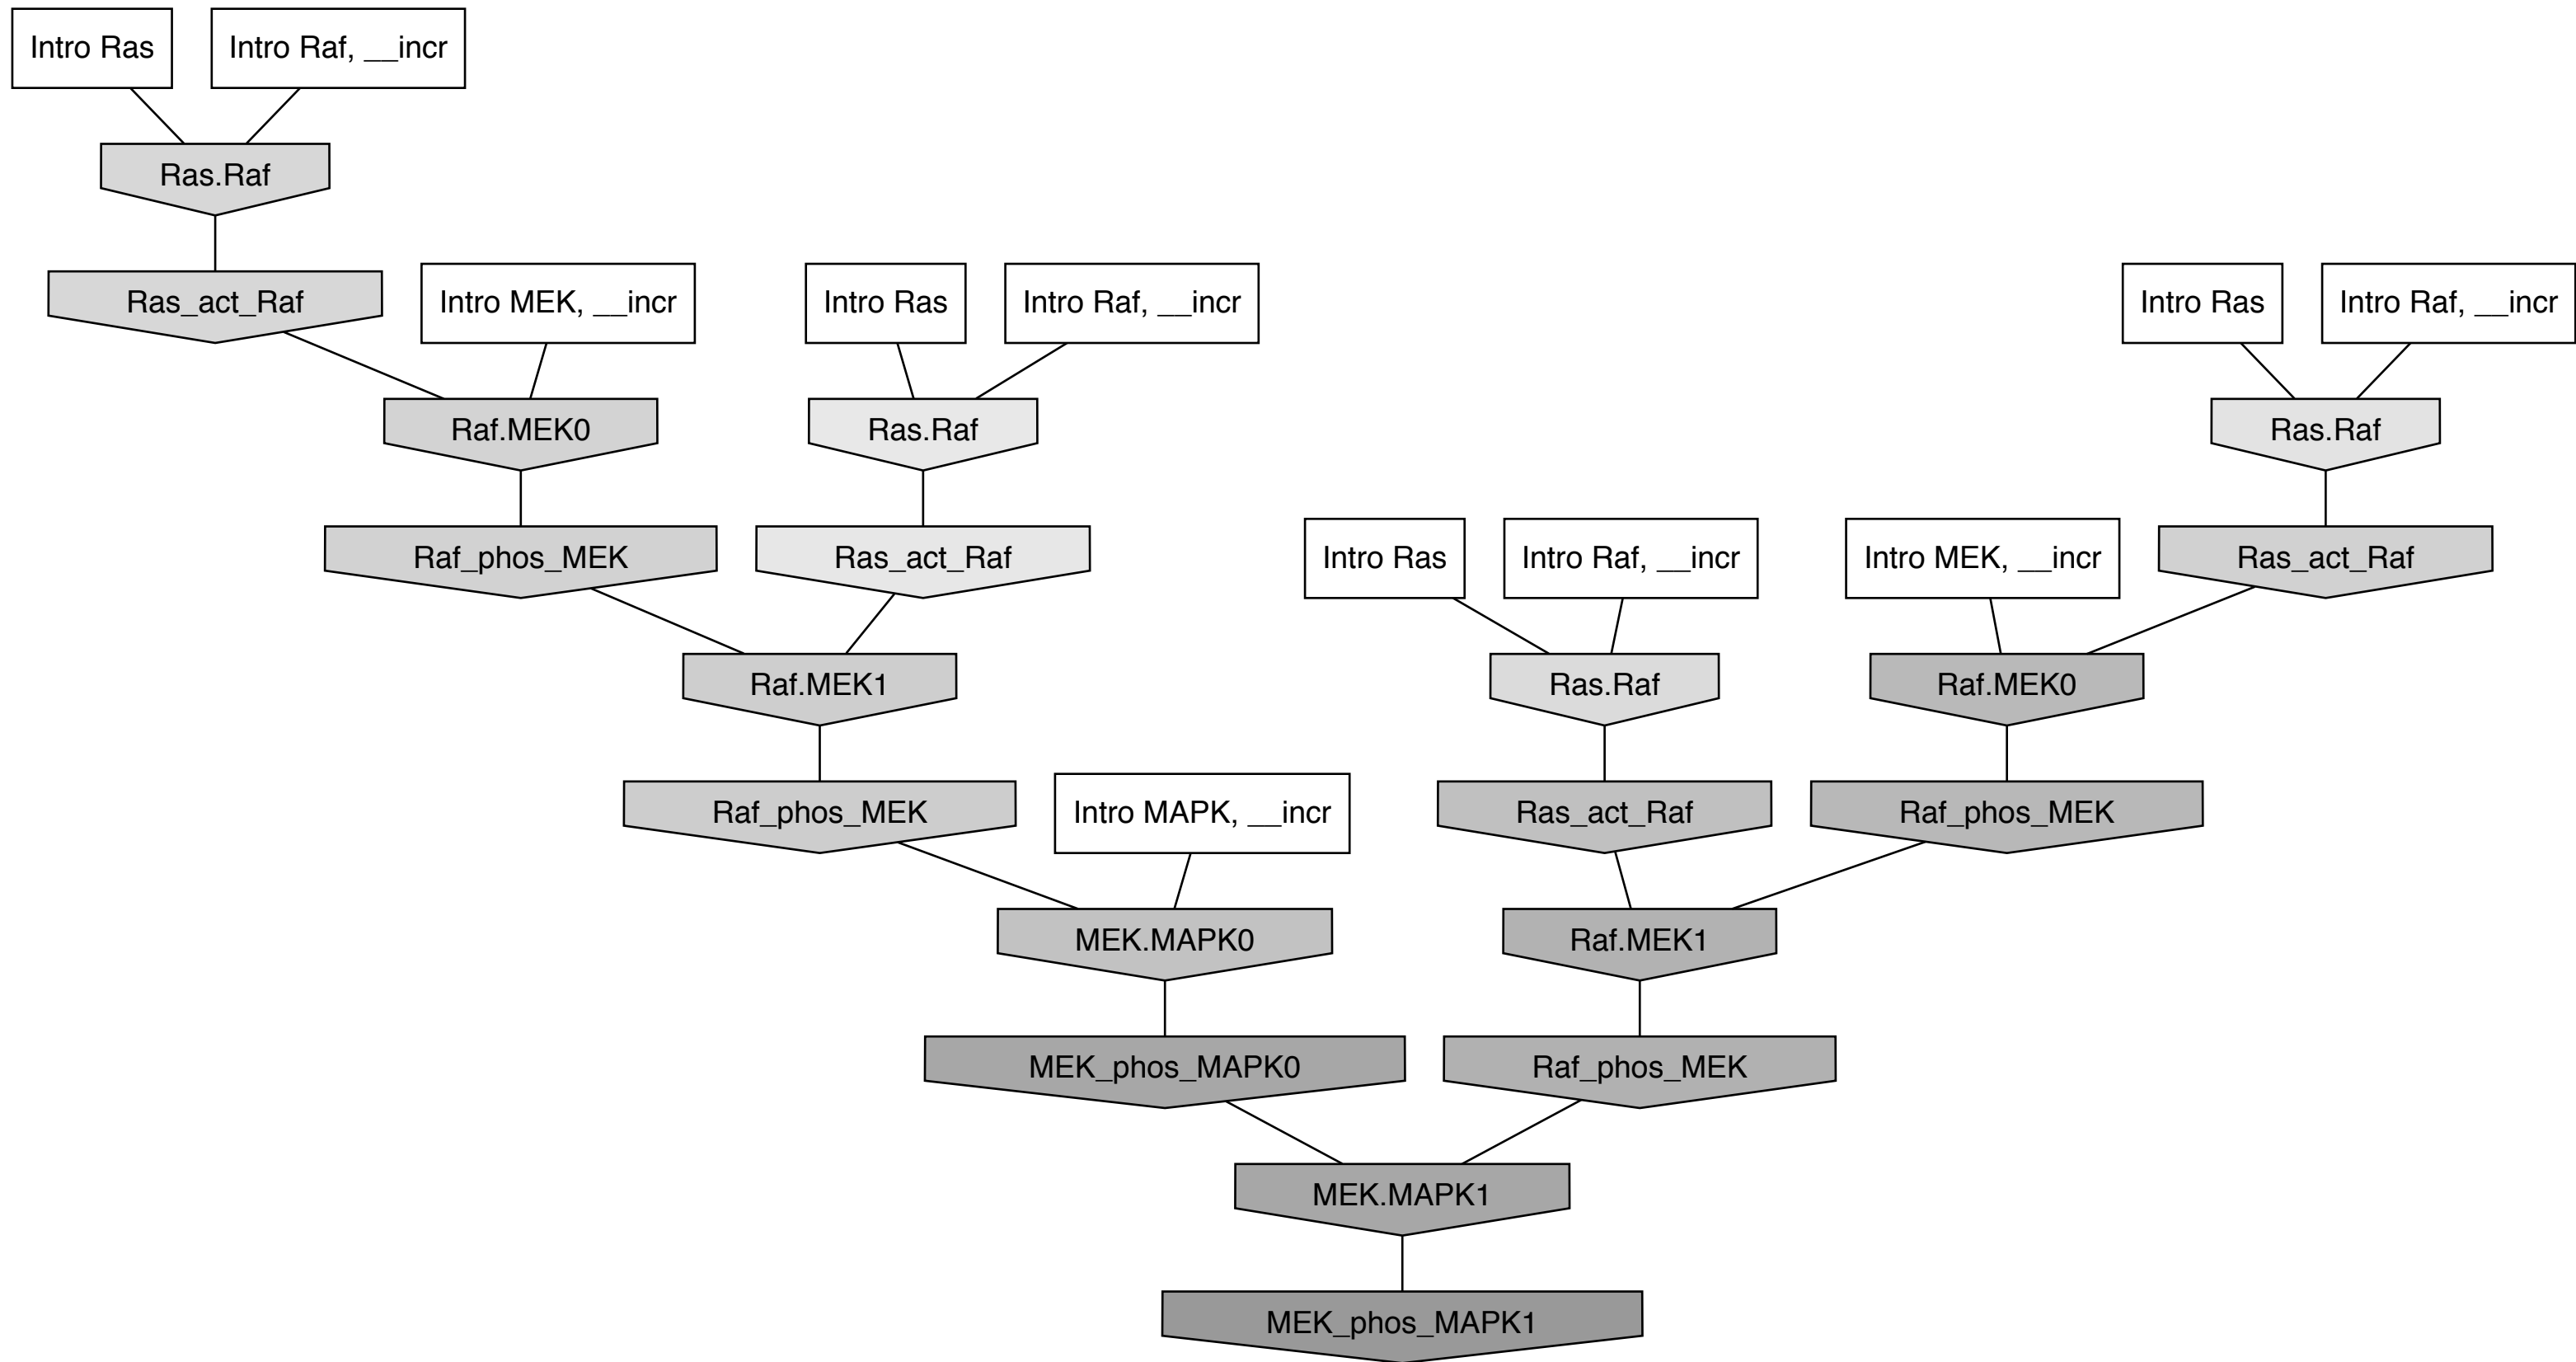 Intro Ras
Intro Raf, __incr
Ras.Raf
Ras_act_Raf
Intro MEK, __incr
Intro Ras
Intro Raf, __incr
Intro Ras
Intro Raf, __incr
Raf.MEK0
Ras.Raf
Ras.Raf
Raf_phos_MEK
Ras_act_Raf
Intro Ras
Intro Raf, __incr
Intro MEK, __incr
Ras_act_Raf
Raf.MEK1
Ras.Raf
Raf.MEK0
Raf_phos_MEK
Intro MAPK, __incr
Ras_act_Raf
Raf_phos_MEK
MEK.MAPK0
Raf.MEK1
MEK_phos_MAPK0
Raf_phos_MEK
MEK.MAPK1
MEK_phos_MAPK1